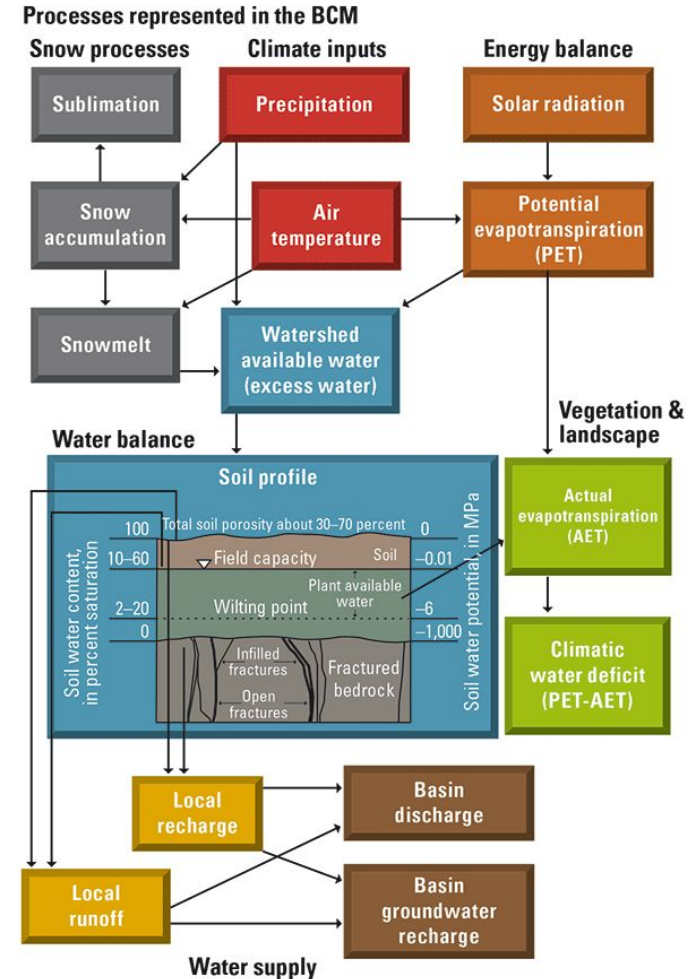 Processes represented in the BCM
Snow processes
Climate inputs
Energy balance
Sublimation
Precipitation
Solar radiation
Snow
accumulation
Air
temperature
Potential
evapotranspiration
(PET)
Snowmelt
Watershed
available water
(excess water)
Vegetation &
landscape
Water balance
Soil profile
Actual
evapotranspiration
(AET)
Soil water content,
in percent saturation
100
Total soil porosity about 30–70 percent
0
10–60
Field capacity
Soil
–0.01
Plant available
water
2–20
Wilting point
–6
0
–1,000
Soil water potential, in MPa
Infilled
fractures
Fractured
bedrock
Open
fractures
Climatic
water deficit
(PET-AET)
Local
recharge
Basin
discharge
Local
runoff
Basin
groundwater
recharge
Water supply